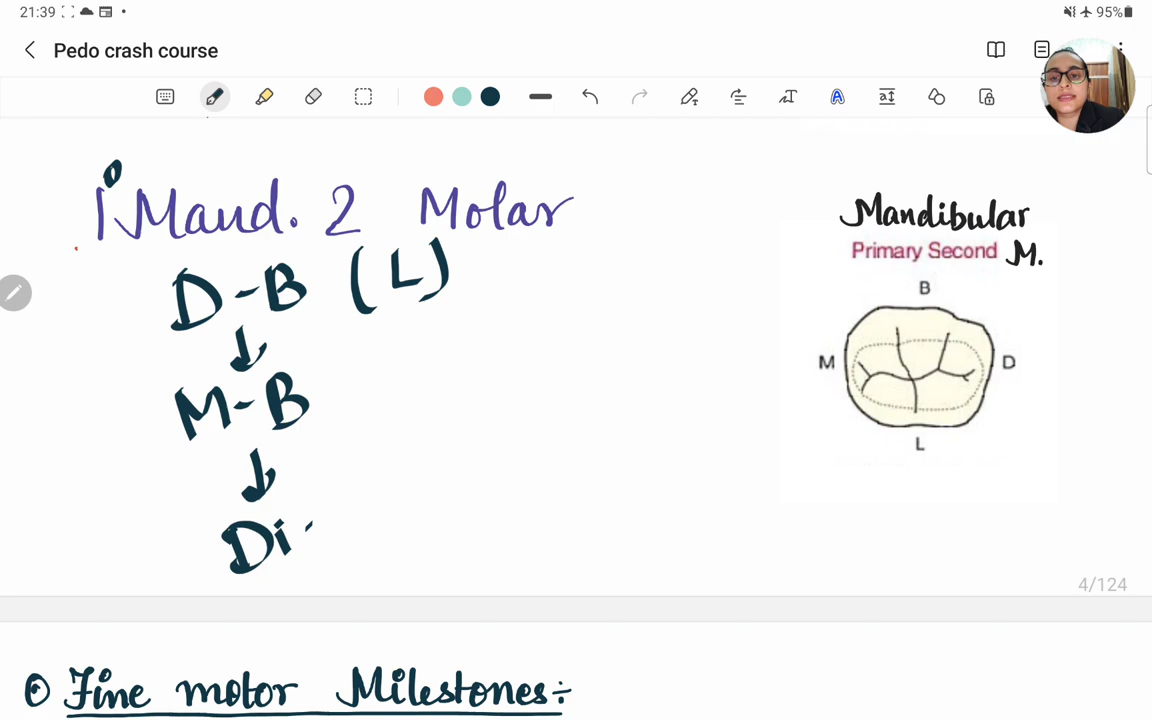 21:39 95%
Pedo crash course
1° Mand. 2 Molar
D-B (L)
↓
M-B
↓
Di
Mandibular
Primary Second M.
B
M D
L
4/124
⊙ Fine motor Milestones:-